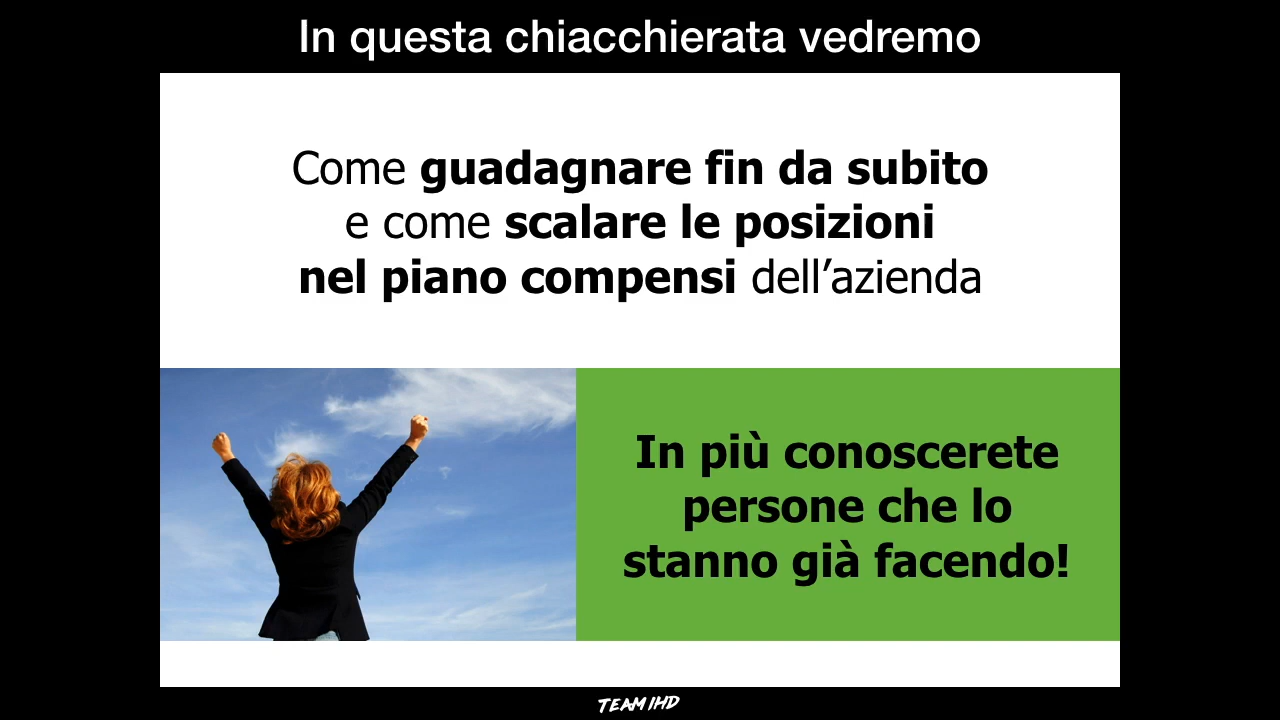 In questa chiacchierata vedremo
Come guadagnare fin da subito
e come scalare le posizioni
nel piano compensi dell’azienda
In più conoscerete
persone che lo
stanno già facendo!
TEAM IHD